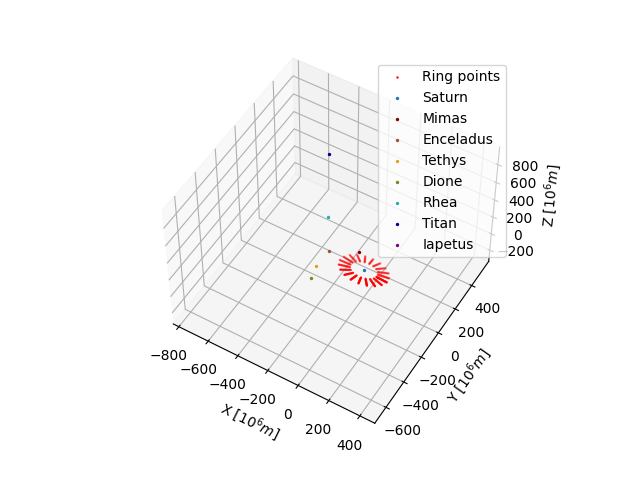 Ring points
Saturn
Mimas
Enceladus
Tethys
Dione
Rhea
Titan
Iapetus
800
600
400
200
0
−200
Z [10⁶m]
400
200
0
−200
−400
−600
Y [10⁶m]
−800
−600
−400
−200
0
200
400
X [10⁶m]